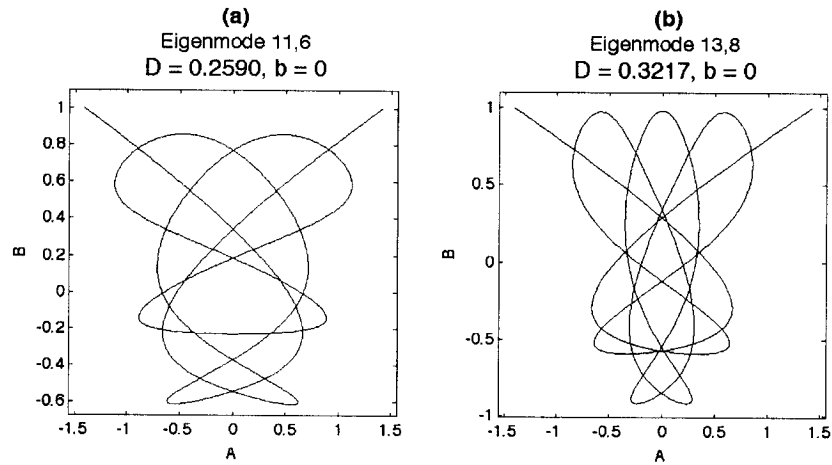 (a)
Eigenmode 11,6
D = 0.2590, b = 0
1
0.8
0.6
0.4
0.2
0
-0.2
-0.4
-0.6
B
-1.5 -1 -0.5 0 0.5 1 1.5
A
(b)
Eigenmode 13,8
D = 0.3217, b = 0
1
0.5
0
-0.5
-1
B
-1.5 -1 -0.5 0 0.5 1 1.5
A